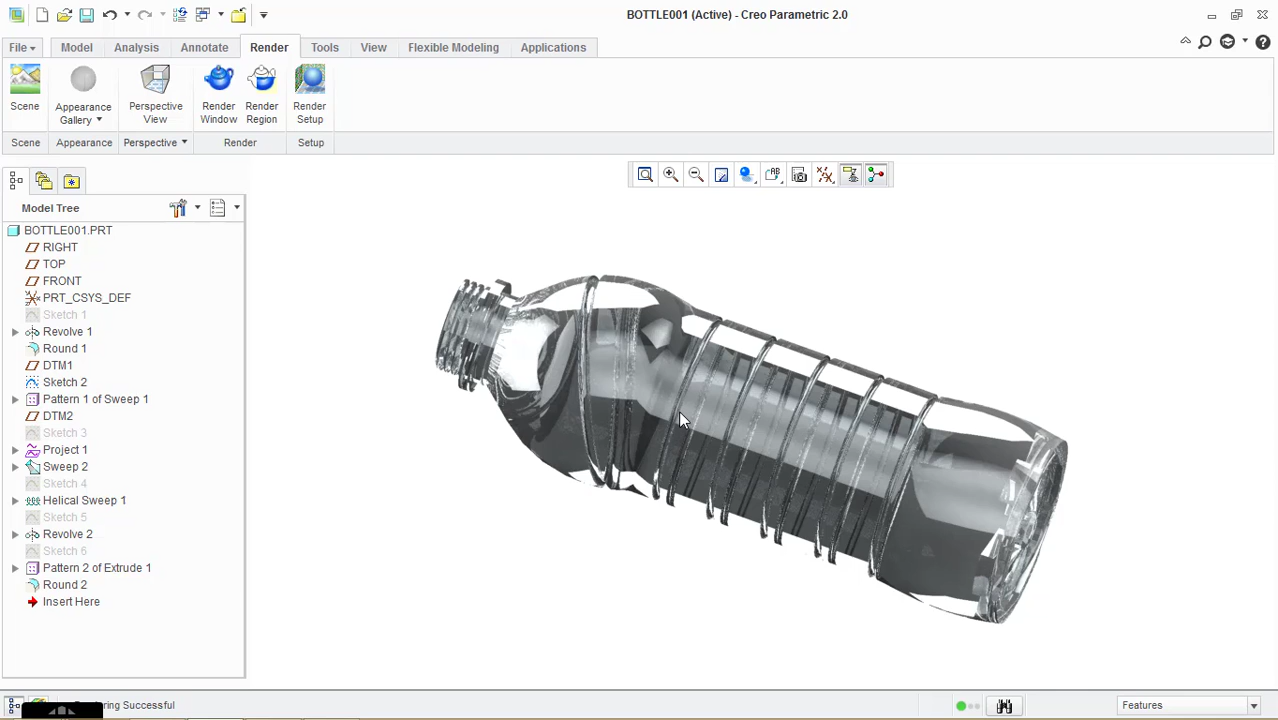 BOTTLE001 (Active) - Creo Parametric 2.0
File Model Analysis Annotate Render Tools View Flexible Modeling Applications
Scene Appearance Gallery Perspective View Render Window Render Region Render Setup
Scene Appearance Perspective Render Setup
Model Tree
BOTTLE001.PRT
RIGHT
TOP
FRONT
PRT_CSYS_DEF
Sketch 1
Revolve 1
Round 1
DTM1
Sketch 2
Pattern 1 of Sweep 1
DTM2
Sketch 3
Project 1
Sweep 2
Sketch 4
Helical Sweep 1
Sketch 5
Revolve 2
Sketch 6
Pattern 2 of Extrude 1
Round 2
Insert Here
Successful
Features